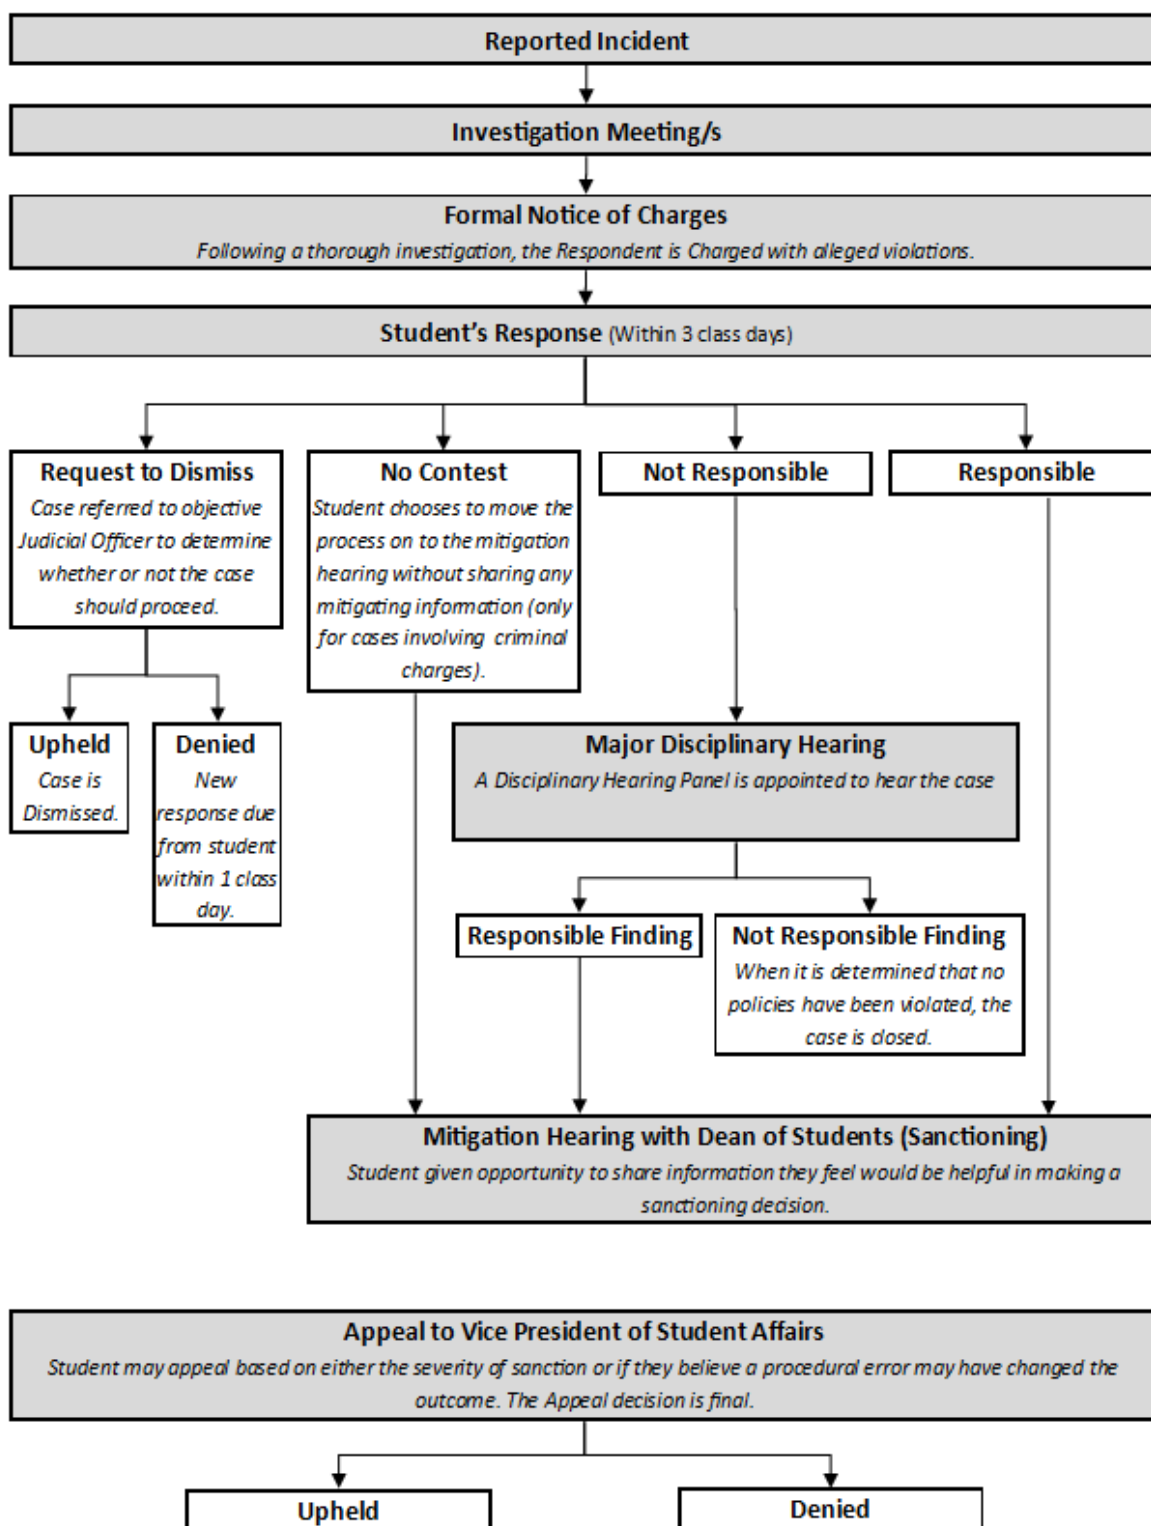 Reported Incident
Investigation Meeting/s
Formal Notice of Charges
Following a thorough investigation, the Respondent is Charged with alleged violations.
Student's Response (Within 3 class days)
Request to Dismiss
Case referred to objective
Judicial Officer to determine
whether or not the case
should proceed.
No Contest
Student chooses to move the
process on to the mitigation
hearing without sharing any
mitigating information (only
for cases involving criminal
charges).
Not Responsible
Responsible
Upheld
Case is
Dismissed.
Denied
New
response due
from student
within 1 class
day.
Major Disciplinary Hearing
A Disciplinary Hearing Panel is appointed to hear the case
Responsible Finding
Not Responsible Finding
When it is determined that no
policies have been violated, the
case is closed.
Mitigation Hearing with Dean of Students (Sanctioning)
Student given opportunity to share information they feel would be helpful in making a
sanctioning decision.
Appeal to Vice President of Student Affairs
Student may appeal based on either the severity of sanction or if they believe a procedural error may have changed the
outcome. The Appeal decision is final.
Upheld
Denied